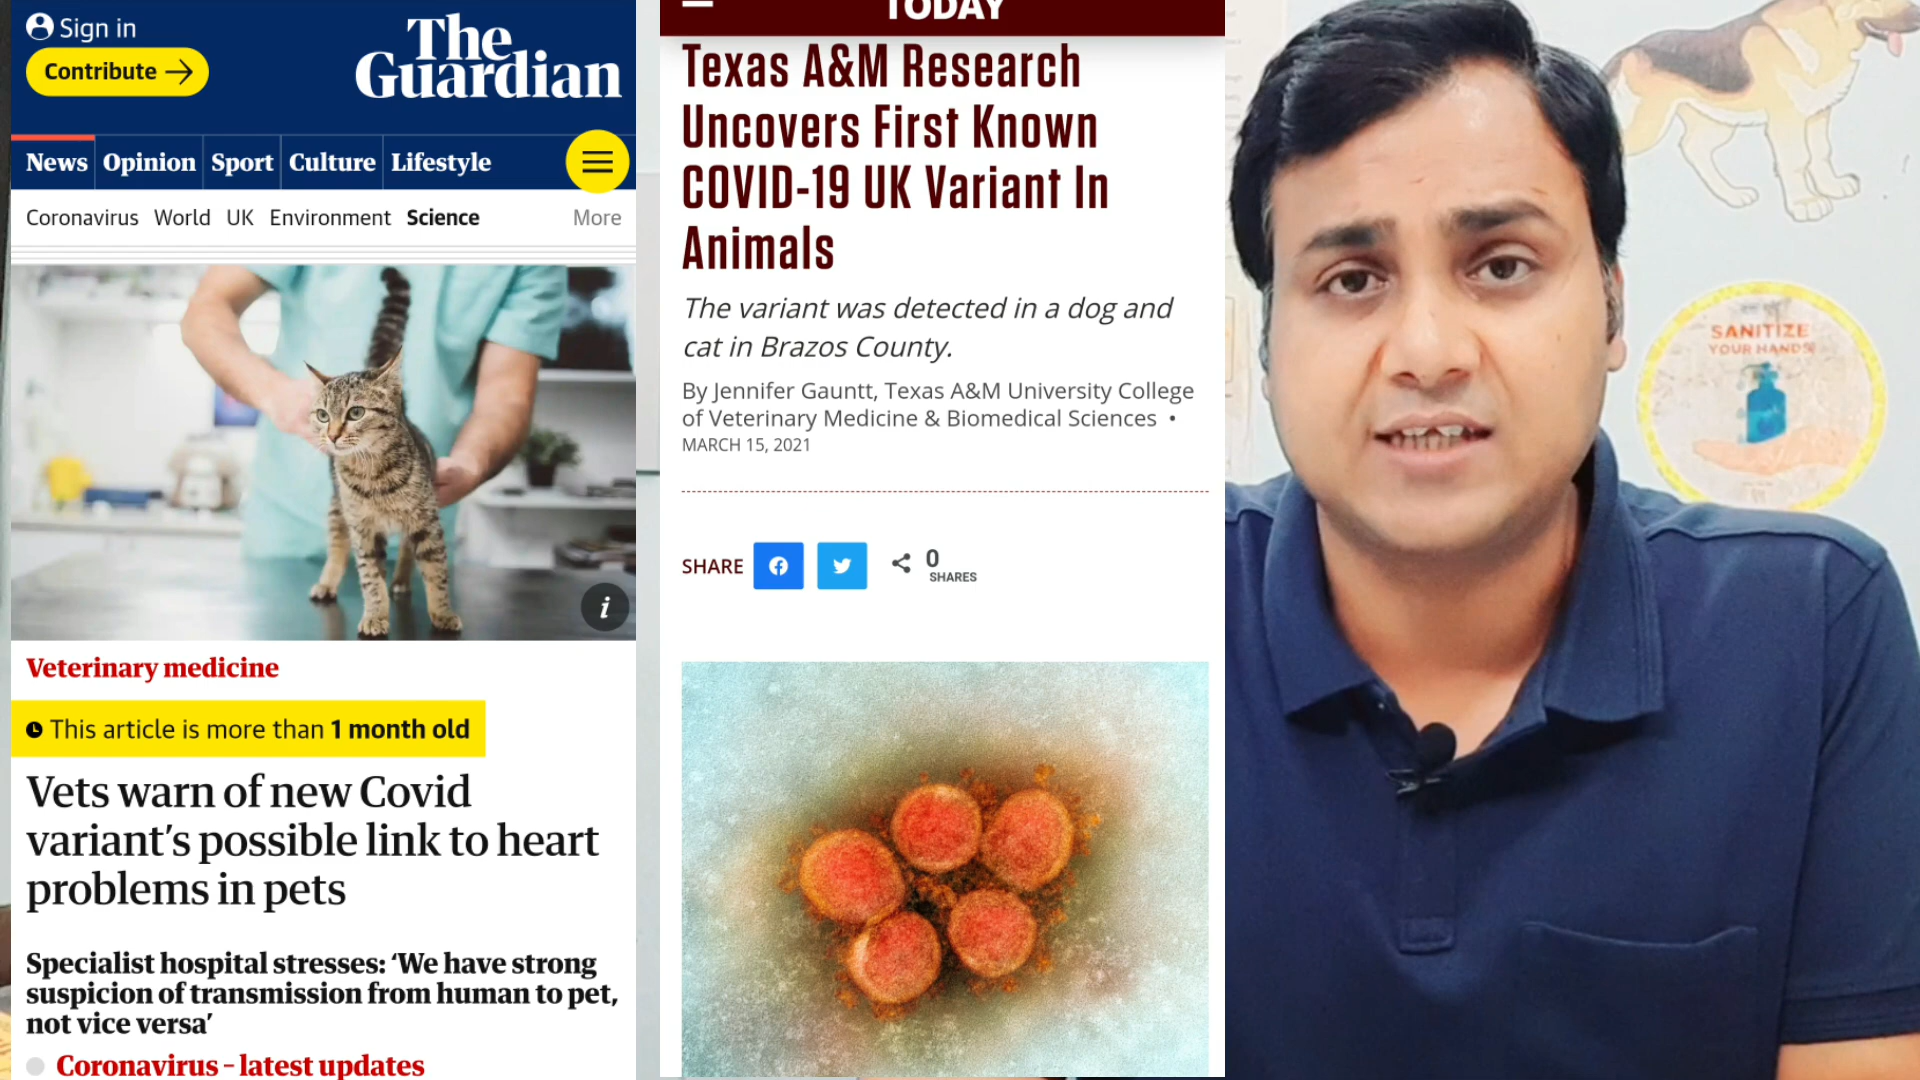 Sign in
Contribute →
The
Guardian
News Opinion Sport Culture Lifestyle
Coronavirus World UK Environment Science More
i
Veterinary medicine
This article is more than 1 month old
Vets warn of new Covid
variant’s possible link to heart
problems in pets
Specialist hospital stresses: ‘We have strong
suspicion of transmission from human to pet,
not vice versa’
Coronavirus – latest updates
TODAY
Texas A&M Research
Uncovers First Known
COVID-19 UK Variant In
Animals
The variant was detected in a dog and
cat in Brazos County.
By Jennifer Gauntt, Texas A&M University College
of Veterinary Medicine & Biomedical Sciences •
MARCH 15, 2021
SHARE
0
SHARES
SANITIZE
YOUR HANDS